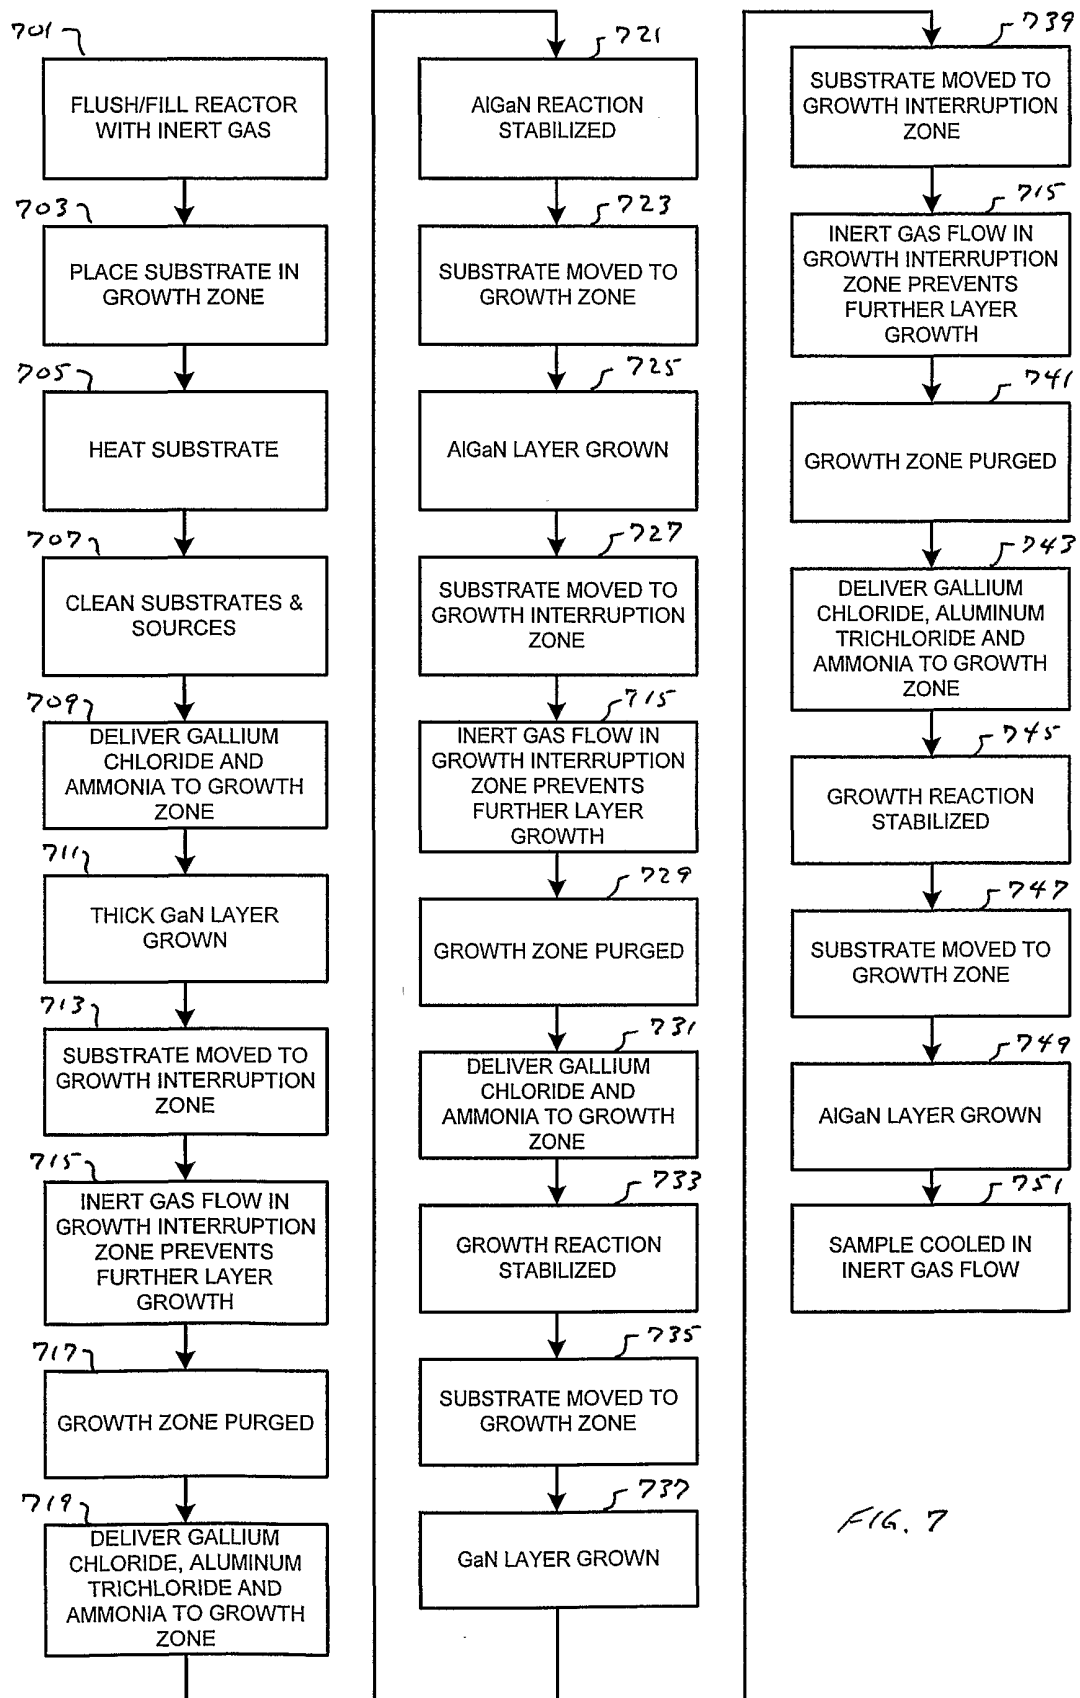 701
FLUSH/FILL REACTOR
WITH INERT GAS
703
PLACE SUBSTRATE IN
GROWTH ZONE
705
HEAT SUBSTRATE
707
CLEAN SUBSTRATES &
SOURCES
709
DELIVER GALLIUM
CHLORIDE AND
AMMONIA TO GROWTH
ZONE
711
THICK GaN LAYER
GROWN
713
SUBSTRATE MOVED TO
GROWTH INTERRUPTION
ZONE
715
INERT GAS FLOW IN
GROWTH INTERRUPTION
ZONE PREVENTS
FURTHER LAYER
GROWTH
717
GROWTH ZONE PURGED
719
DELIVER GALLIUM
CHLORIDE, ALUMINUM
TRICHLORIDE AND
AMMONIA TO GROWTH
ZONE
721
AlGaN REACTION
STABILIZED
723
SUBSTRATE MOVED TO
GROWTH ZONE
725
AlGaN LAYER GROWN
727
SUBSTRATE MOVED TO
GROWTH INTERRUPTION
ZONE
715
INERT GAS FLOW IN
GROWTH INTERRUPTION
ZONE PREVENTS
FURTHER LAYER
GROWTH
729
GROWTH ZONE PURGED
731
DELIVER GALLIUM
CHLORIDE AND
AMMONIA TO GROWTH
ZONE
733
GROWTH REACTION
STABILIZED
735
SUBSTRATE MOVED TO
GROWTH ZONE
737
GaN LAYER GROWN
739
SUBSTRATE MOVED TO
GROWTH INTERRUPTION
ZONE
715
INERT GAS FLOW IN
GROWTH INTERRUPTION
ZONE PREVENTS
FURTHER LAYER
GROWTH
741
GROWTH ZONE PURGED
743
DELIVER GALLIUM
CHLORIDE, ALUMINUM
TRICHLORIDE AND
AMMONIA TO GROWTH
ZONE
745
GROWTH REACTION
STABILIZED
747
SUBSTRATE MOVED TO
GROWTH ZONE
749
AlGaN LAYER GROWN
751
SAMPLE COOLED IN
INERT GAS FLOW
FIG. 7